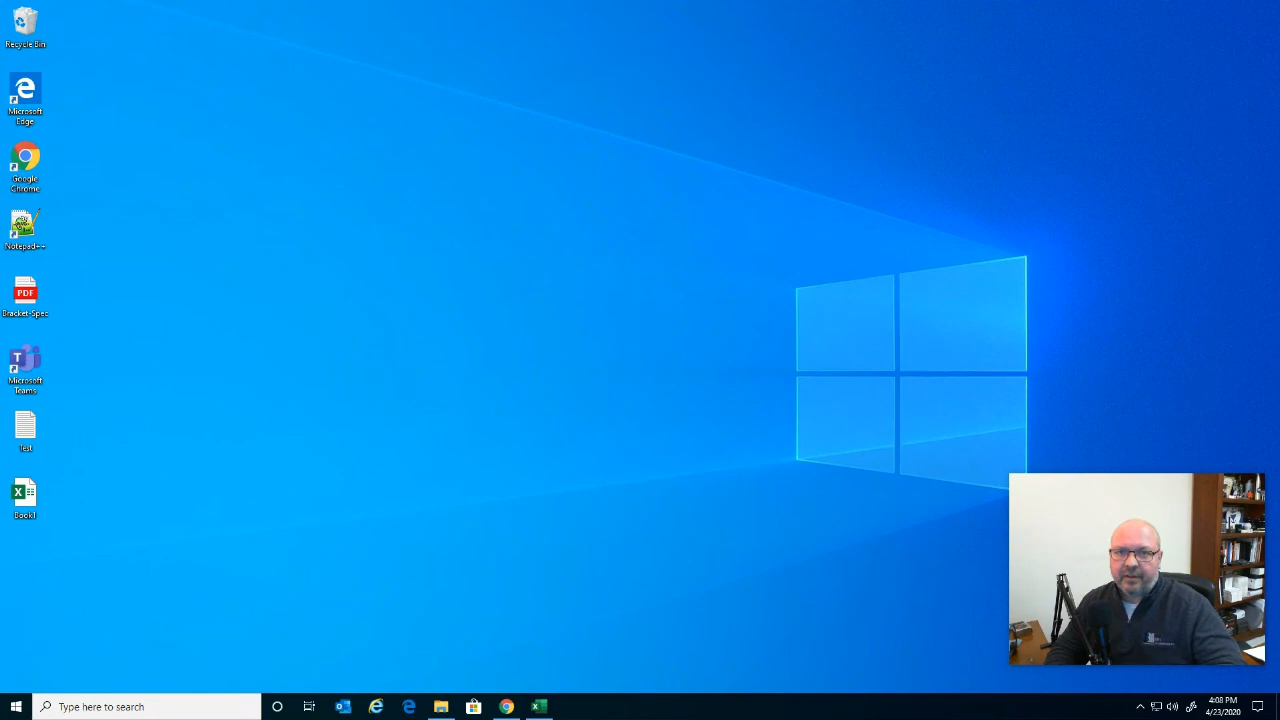 Recycle Bin
Microsoft
Edge
Google
Chrome
Notepad++
PDF
Bracket-Spec
T
Microsoft
Teams
Test
X
Book1
Type here to search
4:08 PM
4/23/2020